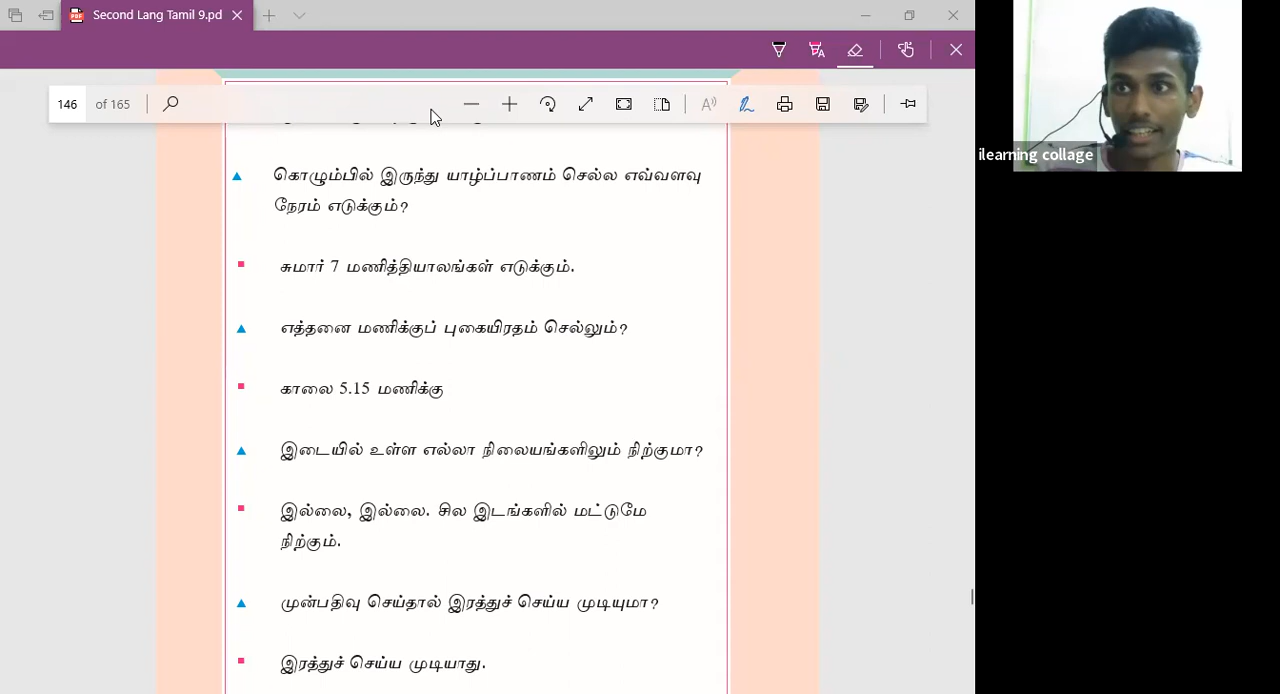 Second Lang Tamil 9.pd
146 of 165
கொழும்பில் இருந்து யாழ்ப்பாணம் செல்ல எவ்வளவு
நேரம் எடுக்கும்?
சுமார் 7 மணித்தியாலங்கள் எடுக்கும்.
எத்தனை மணிக்குப் புகையிரதம் செல்லும்?
காலை 5.15 மணிக்கு
இடையில் உள்ள எல்லா நிலையங்களிலும் நிற்குமா?
இல்லை, இல்லை. சில இடங்களில் மட்டுமே
நிற்கும்.
முன்பதிவு செய்தால் இரத்துச் செய்ய முடியுமா?
இரத்துச் செய்ய முடியாது.
ilearning collage